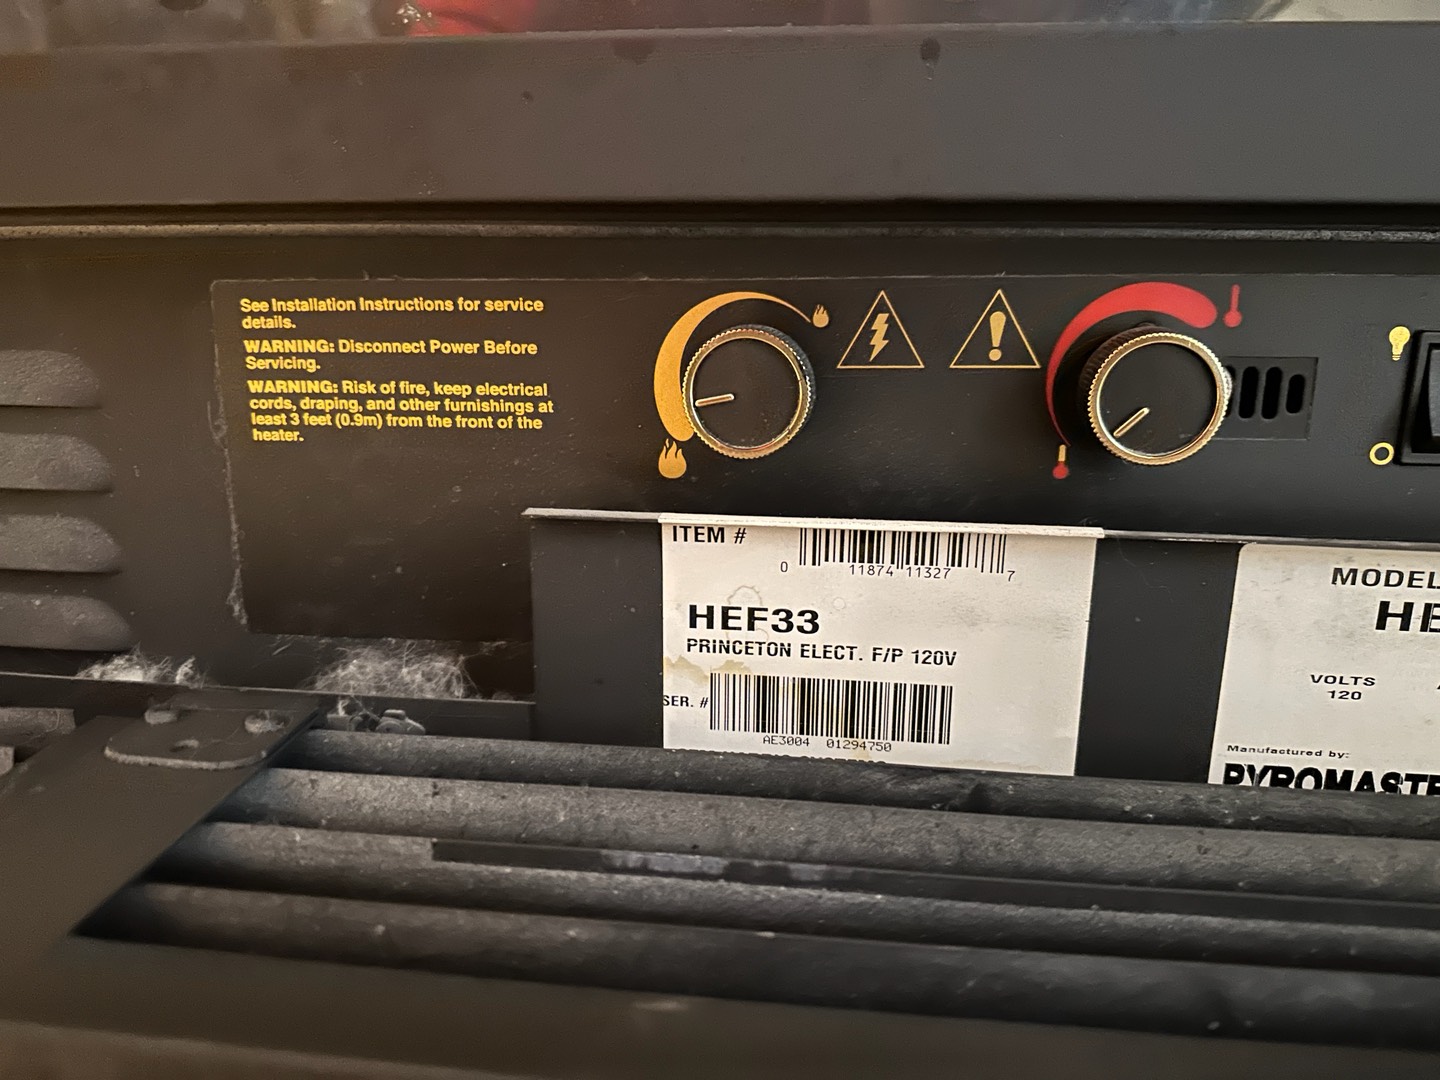 See Installation Instructions for service
details.
WARNING: Disconnect Power Before
Servicing.
WARNING: Risk of fire, keep electrical
cords, draping, and other furnishings at
least 3 feet (0.9m) from the front of the
heater.
ITEM #
0 11874 11327 7
HEF33
PRINCETON ELECT. F/P 120V
SER. #
AE3004 01294750
MODEL
HE
VOLTS
120
Manufactured by:
PYROMASTE